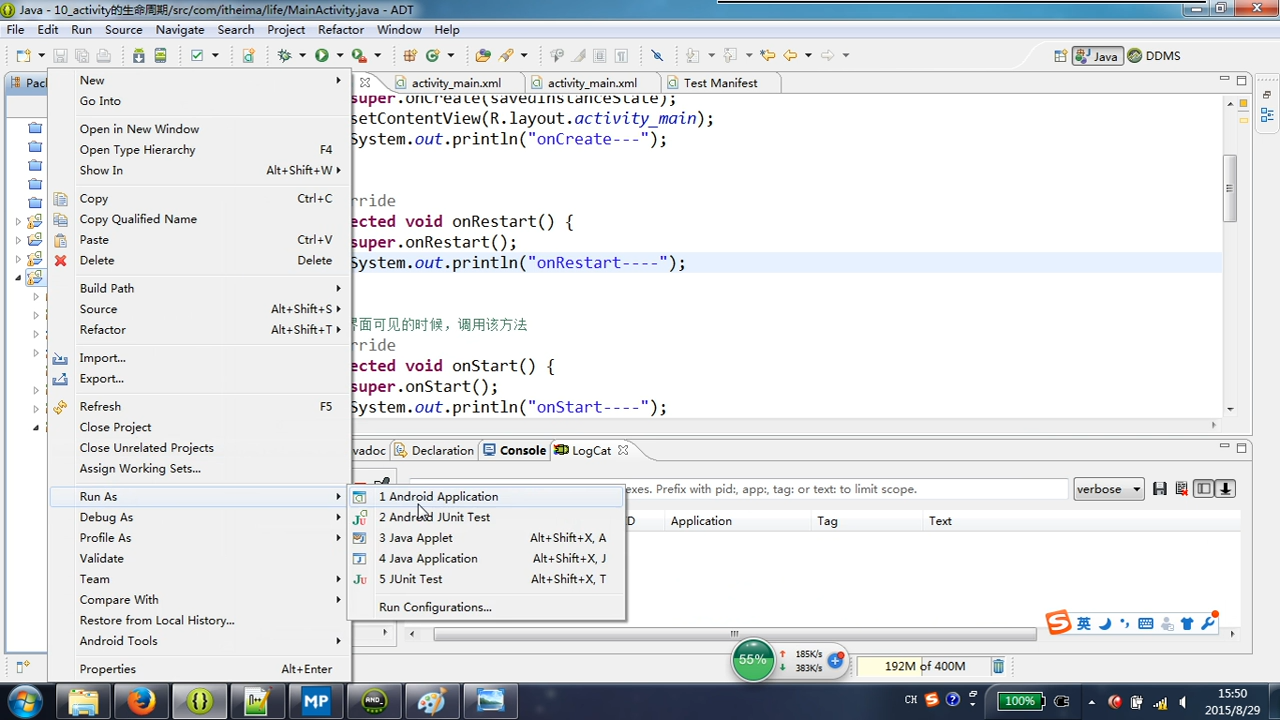 Java - 10_activity的生命周期/src/com/itheima/life/MainActivity.java - ADT
File Edit Run Source Navigate Search Project Refactor Window Help
Java DDMS
Pac
activity_main.xml
activity_main.xml
Test Manifest
super.onCreate(savedInstanceState);
setContentView(R.layout.activity_main);
System.out.println("onCreate---");
rride
ected void onRestart() {
super.onRestart();
System.out.println("onRestart----");
界面可见的时候，调用该方法
rride
ected void onStart() {
super.onStart();
System.out.println("onStart----");
New
Go Into
Open in New Window
Open Type Hierarchy F4
Show In Alt+Shift+W
Copy Ctrl+C
Copy Qualified Name
Paste Ctrl+V
Delete Delete
Build Path
Source Alt+Shift+S
Refactor Alt+Shift+T
Import...
Export...
Refresh F5
Close Project
Close Unrelated Projects
Assign Working Sets...
Run As
Debug As
Profile As
Validate
Team
Compare With
Restore from Local History...
Android Tools
Properties Alt+Enter
1 Android Application
2 Android JUnit Test
3 Java Applet Alt+Shift+X, A
4 Java Application Alt+Shift+X, J
5 JUnit Test Alt+Shift+X, T
Run Configurations...
vadoc Declaration Console LogCat
exes. Prefix with pid:, app:, tag: or text: to limit scope.
verbose
D Application Tag Text
英
55%
185K/s
383K/s
192M of 400M
MP
AND_
CH
100%
15:50
2015/8/29